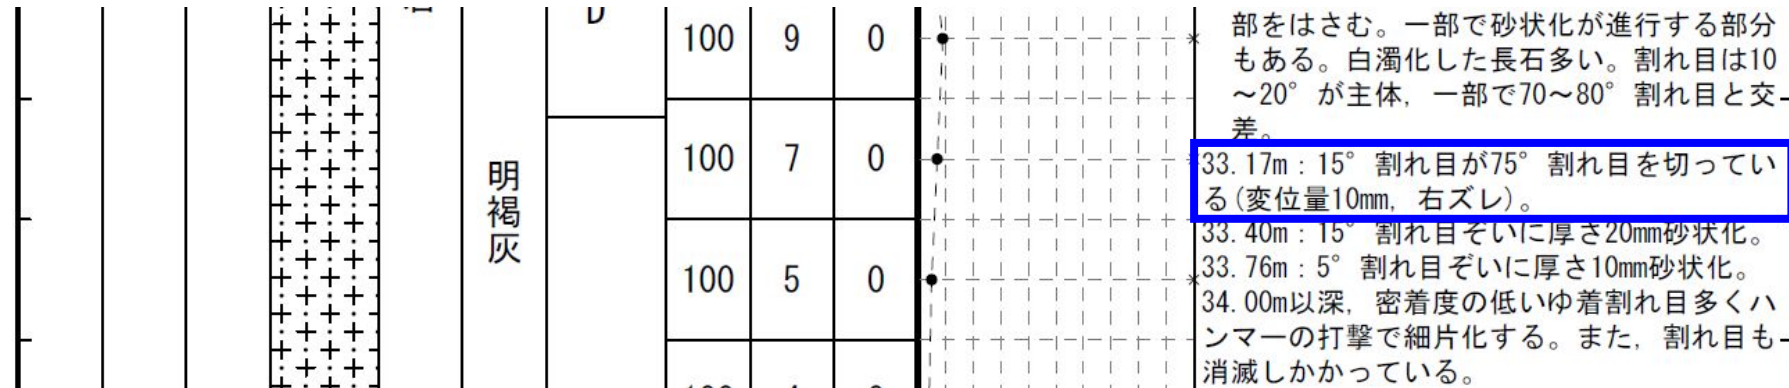 D
100 9 0
100 7 0
100 5 0
明褐灰
部をはさむ。一部で砂状化が進行する部分
もある。白濁化した長石多い。割れ目は10
～20°が主体，一部で70～80°割れ目と交
差。
33.17m：15°割れ目が75°割れ目を切ってい
る(変位量10mm，右ズレ)。
33.40m：15°割れ目ぞいに厚さ20mm砂状化。
33.76m：5°割れ目ぞいに厚さ10mm砂状化。
34.00m以深，密着度の低いゆ着割れ目多くハ
ンマーの打撃で細片化する。また，割れ目も
消滅しかかっている。